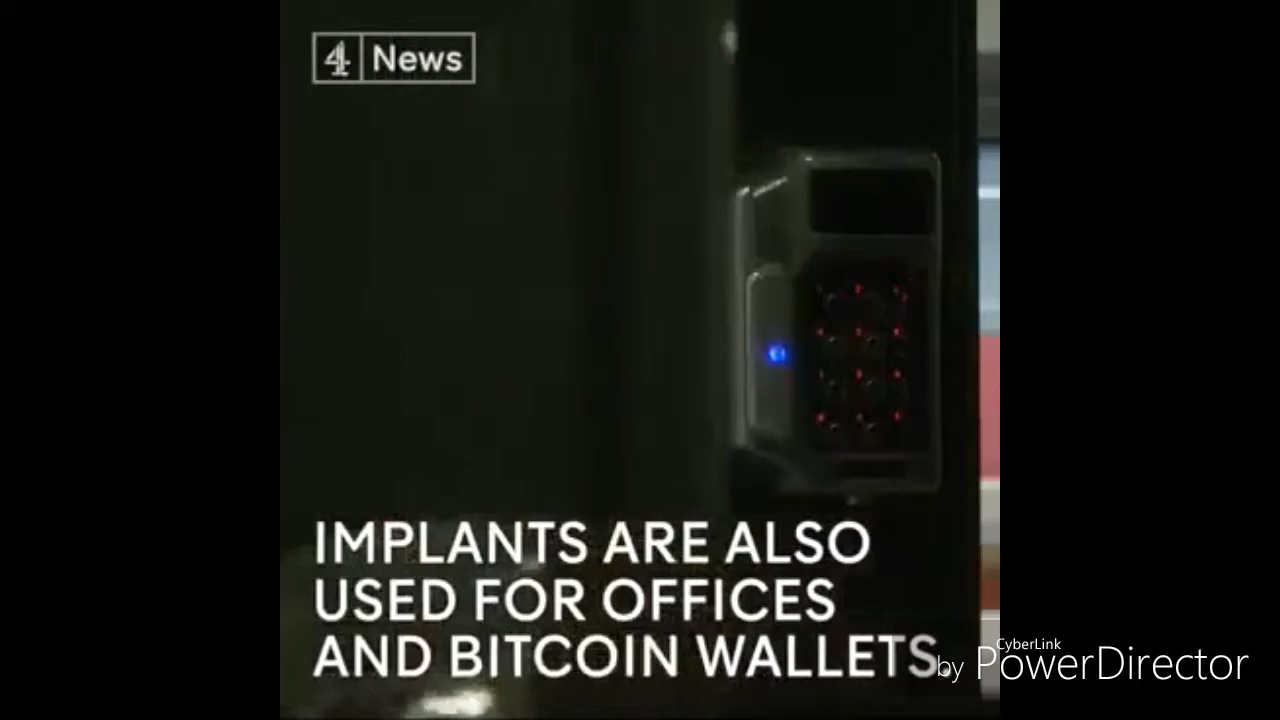 4 News
IMPLANTS ARE ALSO
USED FOR OFFICES
AND BITCOIN WALLETS.
CyberLink
by PowerDirector